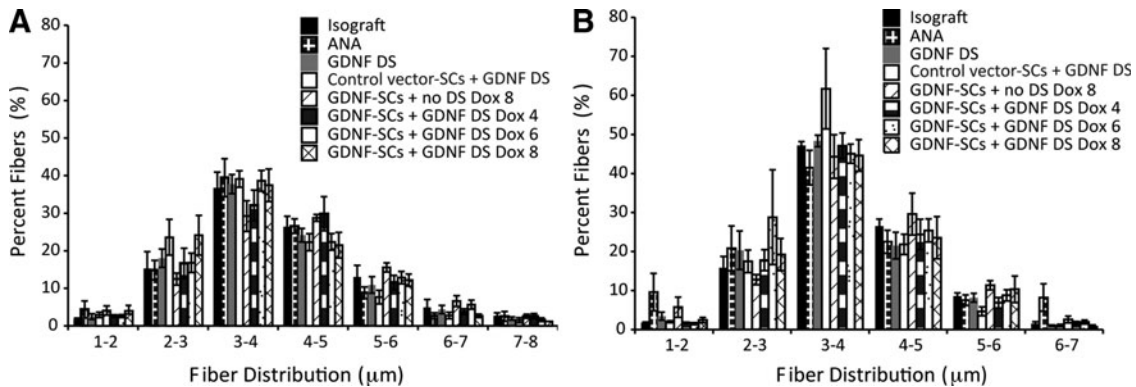 A
80
70
60
50
40
30
20
10
0
Percent Fibers (%)
Isograft
ANA
GDNF DS
Control vector-SCs + GDNF DS
GDNF-SCs + no DS Dox 8
GDNF-SCs + GDNF DS Dox 4
GDNF-SCs + GDNF DS Dox 6
GDNF-SCs + GDNF DS Dox 8
1-2 2-3 3-4 4-5 5-6 6-7 7-8
Fiber Distribution (μm)
B
80
70
60
50
40
30
20
10
0
Percent Fibers (%)
Isograft
ANA
GDNF DS
Control vector-SCs + GDNF DS
GDNF-SCs + no DS Dox 8
GDNF-SCs + GDNF DS Dox 4
GDNF-SCs + GDNF DS Dox 6
GDNF-SCs + GDNF DS Dox 8
1-2 2-3 3-4 4-5 5-6 6-7
Fiber Distribution (μm)